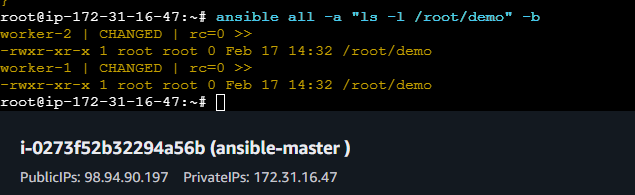 }
root@ip-172-31-16-47:~# ansible all -a "ls -l /root/demo" -b
worker-2 | CHANGED | rc=0 >>
-rwxr-xr-x 1 root root 0 Feb 17 14:32 /root/demo
worker-1 | CHANGED | rc=0 >>
-rwxr-xr-x 1 root root 0 Feb 17 14:32 /root/demo
root@ip-172-31-16-47:~#
i-0273f52b32294a56b (ansible-master )
PublicIPs: 98.94.90.197 PrivateIPs: 172.31.16.47